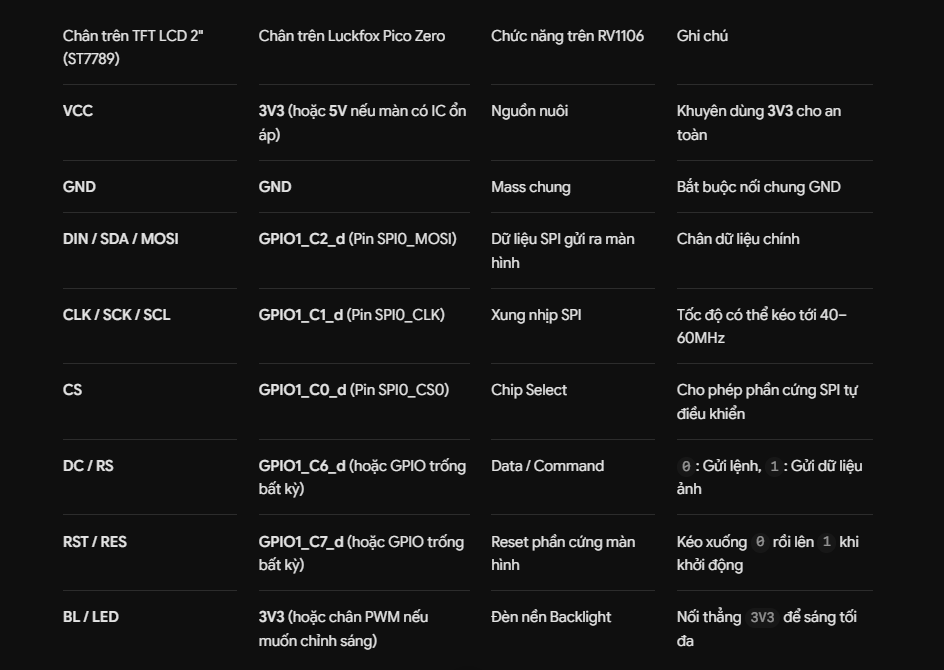 Chân trên TFT LCD 2" Chân trên Luckfox Pico Zero Chức năng trên RV1106 Ghi chú
(ST7789)
VCC 3V3 (hoặc 5V nếu màn có IC ổn Nguồn nuôi Khuyên dùng 3V3 cho an
áp) toàn
GND GND Mass chung Bắt buộc nối chung GND
DIN / SDA / MOSI GPIO1_C2_d (Pin SPI0_MOSI) Dữ liệu SPI gửi ra màn Chân dữ liệu chính
hình
CLK / SCK / SCL GPIO1_C1_d (Pin SPI0_CLK) Xung nhịp SPI Tốc độ có thể kéo tới 40–
60MHz
CS GPIO1_C0_d (Pin SPI0_CS0) Chip Select Cho phép phần cứng SPI tự
điều khiển
DC / RS GPIO1_C6_d (hoặc GPIO trống Data / Command 0 : Gửi lệnh, 1 : Gửi dữ liệu
bất kỳ) ảnh
RST / RES GPIO1_C7_d (hoặc GPIO trống Reset phần cứng màn Kéo xuống 0 rồi lên 1 khi
bất kỳ) hình khởi động
BL / LED 3V3 (hoặc chân PWM nếu Đèn nền Backlight Nối thẳng 3V3 để sáng tối
muốn chỉnh sáng) đa